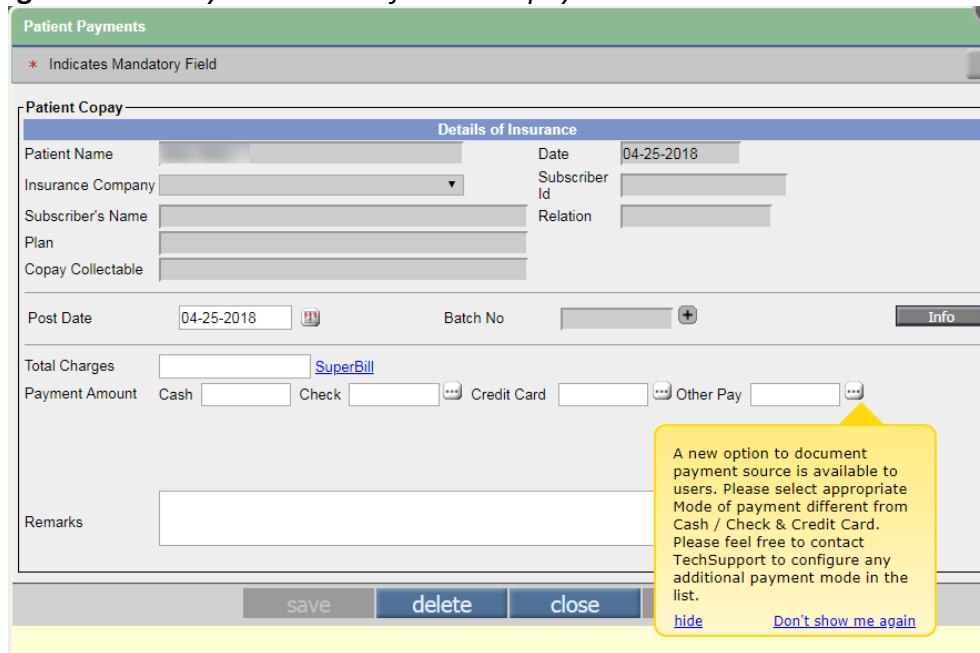 Patient Payments
* Indicates Mandatory Field
Patient Copay
Details of Insurance
Patient Name Date 04-25-2018
Insurance Company Subscriber Id
Subscriber's Name Relation
Plan
Copay Collectable
Post Date 04-25-2018 Batch No Info
Total Charges SuperBill
Payment Amount Cash Check Credit Card Other Pay
A new option to document
payment source is available to
users. Please select appropriate
Mode of payment different from
Cash / Check & Credit Card.
Please feel free to contact
TechSupport to configure any
additional payment mode in the
list.
hide Don't show me again
Remarks
save delete close